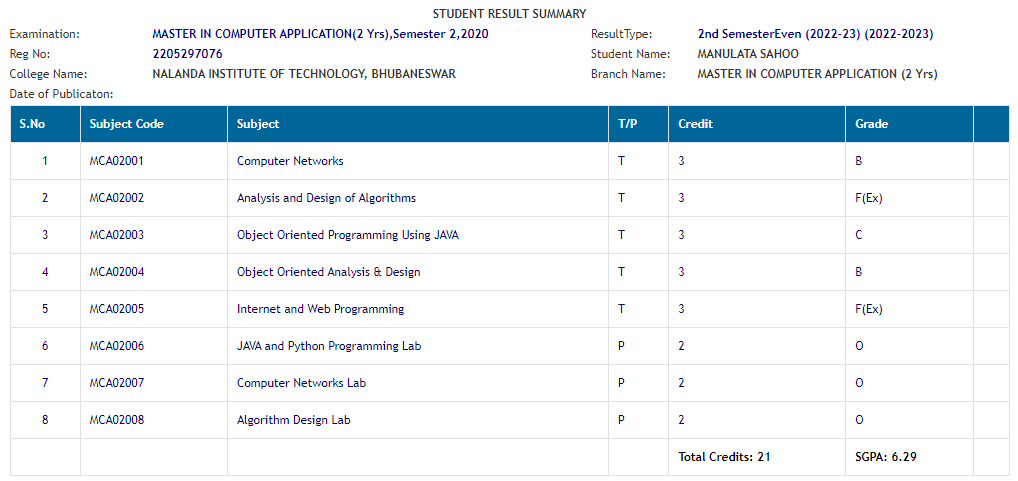 STUDENT RESULT SUMMARY
Examination: MASTER IN COMPUTER APPLICATION(2 Yrs),Semester 2,2020 ResultType: 2nd SemesterEven (2022-23) (2022-2023)
Reg No: 2205297076 Student Name: MANULATA SAHOO
College Name: NALANDA INSTITUTE OF TECHNOLOGY, BHUBANESWAR Branch Name: MASTER IN COMPUTER APPLICATION (2 Yrs)
Date of Publicaton:
S.No Subject Code Subject T/P Credit Grade
1 MCA02001 Computer Networks T 3 B
2 MCA02002 Analysis and Design of Algorithms T 3 F(Ex)
3 MCA02003 Object Oriented Programming Using JAVA T 3 C
4 MCA02004 Object Oriented Analysis & Design T 3 B
5 MCA02005 Internet and Web Programming T 3 F(Ex)
6 MCA02006 JAVA and Python Programming Lab P 2 O
7 MCA02007 Computer Networks Lab P 2 O
8 MCA02008 Algorithm Design Lab P 2 O
Total Credits: 21 SGPA: 6.29